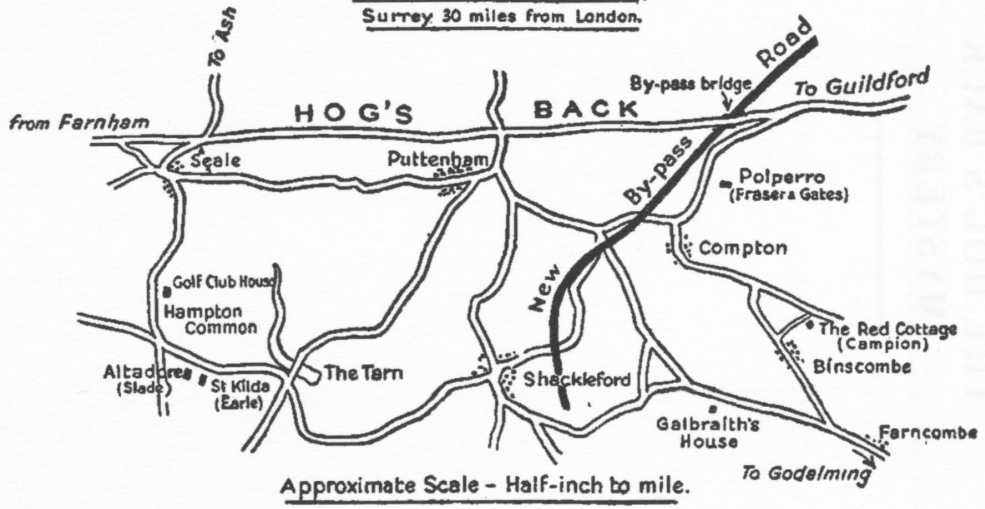 Surrey 30 miles from London.
To Ash
Road
By-pass bridge
To Guildford
HOG'S BACK
from Farnham
Seale
Puttenham
By-pass
Polperro
(Fraser & Gates)
Compton
New
Golf Club House
Hampton
Common
The Red Cottage
(Campion)
Binscombe
Altadore
(Slade)
St Kilda
(Earle)
The Tarn
Shackleford
Galbraith's
House
Farncombe
To Godelming
Approximate Scale - Half-inch to mile.